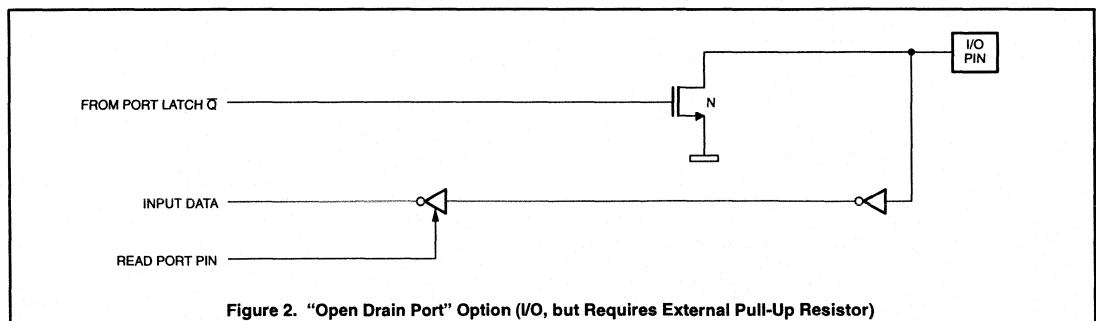 I/O
PIN
FROM PORT LATCH Q̅
N
INPUT DATA
READ PORT PIN
Figure 2. “Open Drain Port” Option (I/O, but Requires External Pull-Up Resistor)